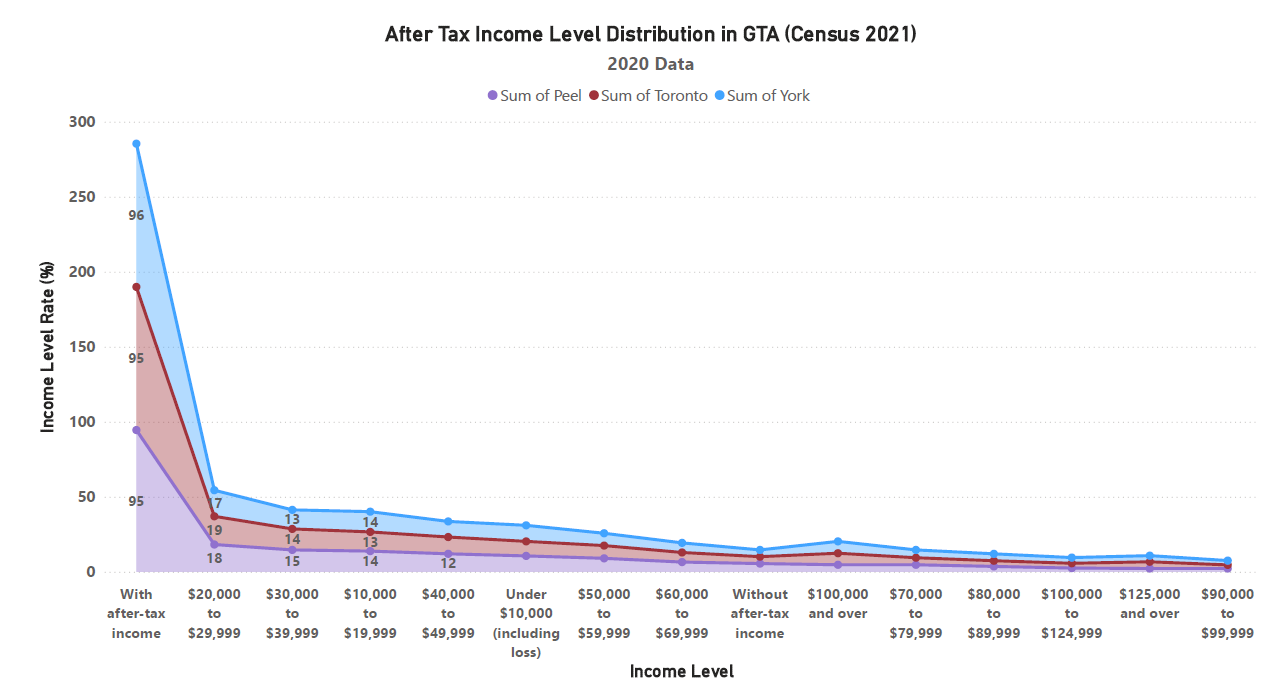 After Tax Income Level Distribution in GTA (Census 2021)
2020 Data
Sum of Peel Sum of Toronto Sum of York
300
250
200
150
100
50
0
Income Level Rate (%)
96
95
95
17
19
18
13
14
15
14
13
14
12
With after-tax income
$20,000 to $29,999
$30,000 to $39,999
$10,000 to $19,999
$40,000 to $49,999
Under $10,000 (including loss)
$50,000 to $59,999
$60,000 to $69,999
Without after-tax income
$100,000 and over
$70,000 to $79,999
$80,000 to $89,999
$100,000 to $124,999
$125,000 and over
$90,000 to $99,999
Income Level